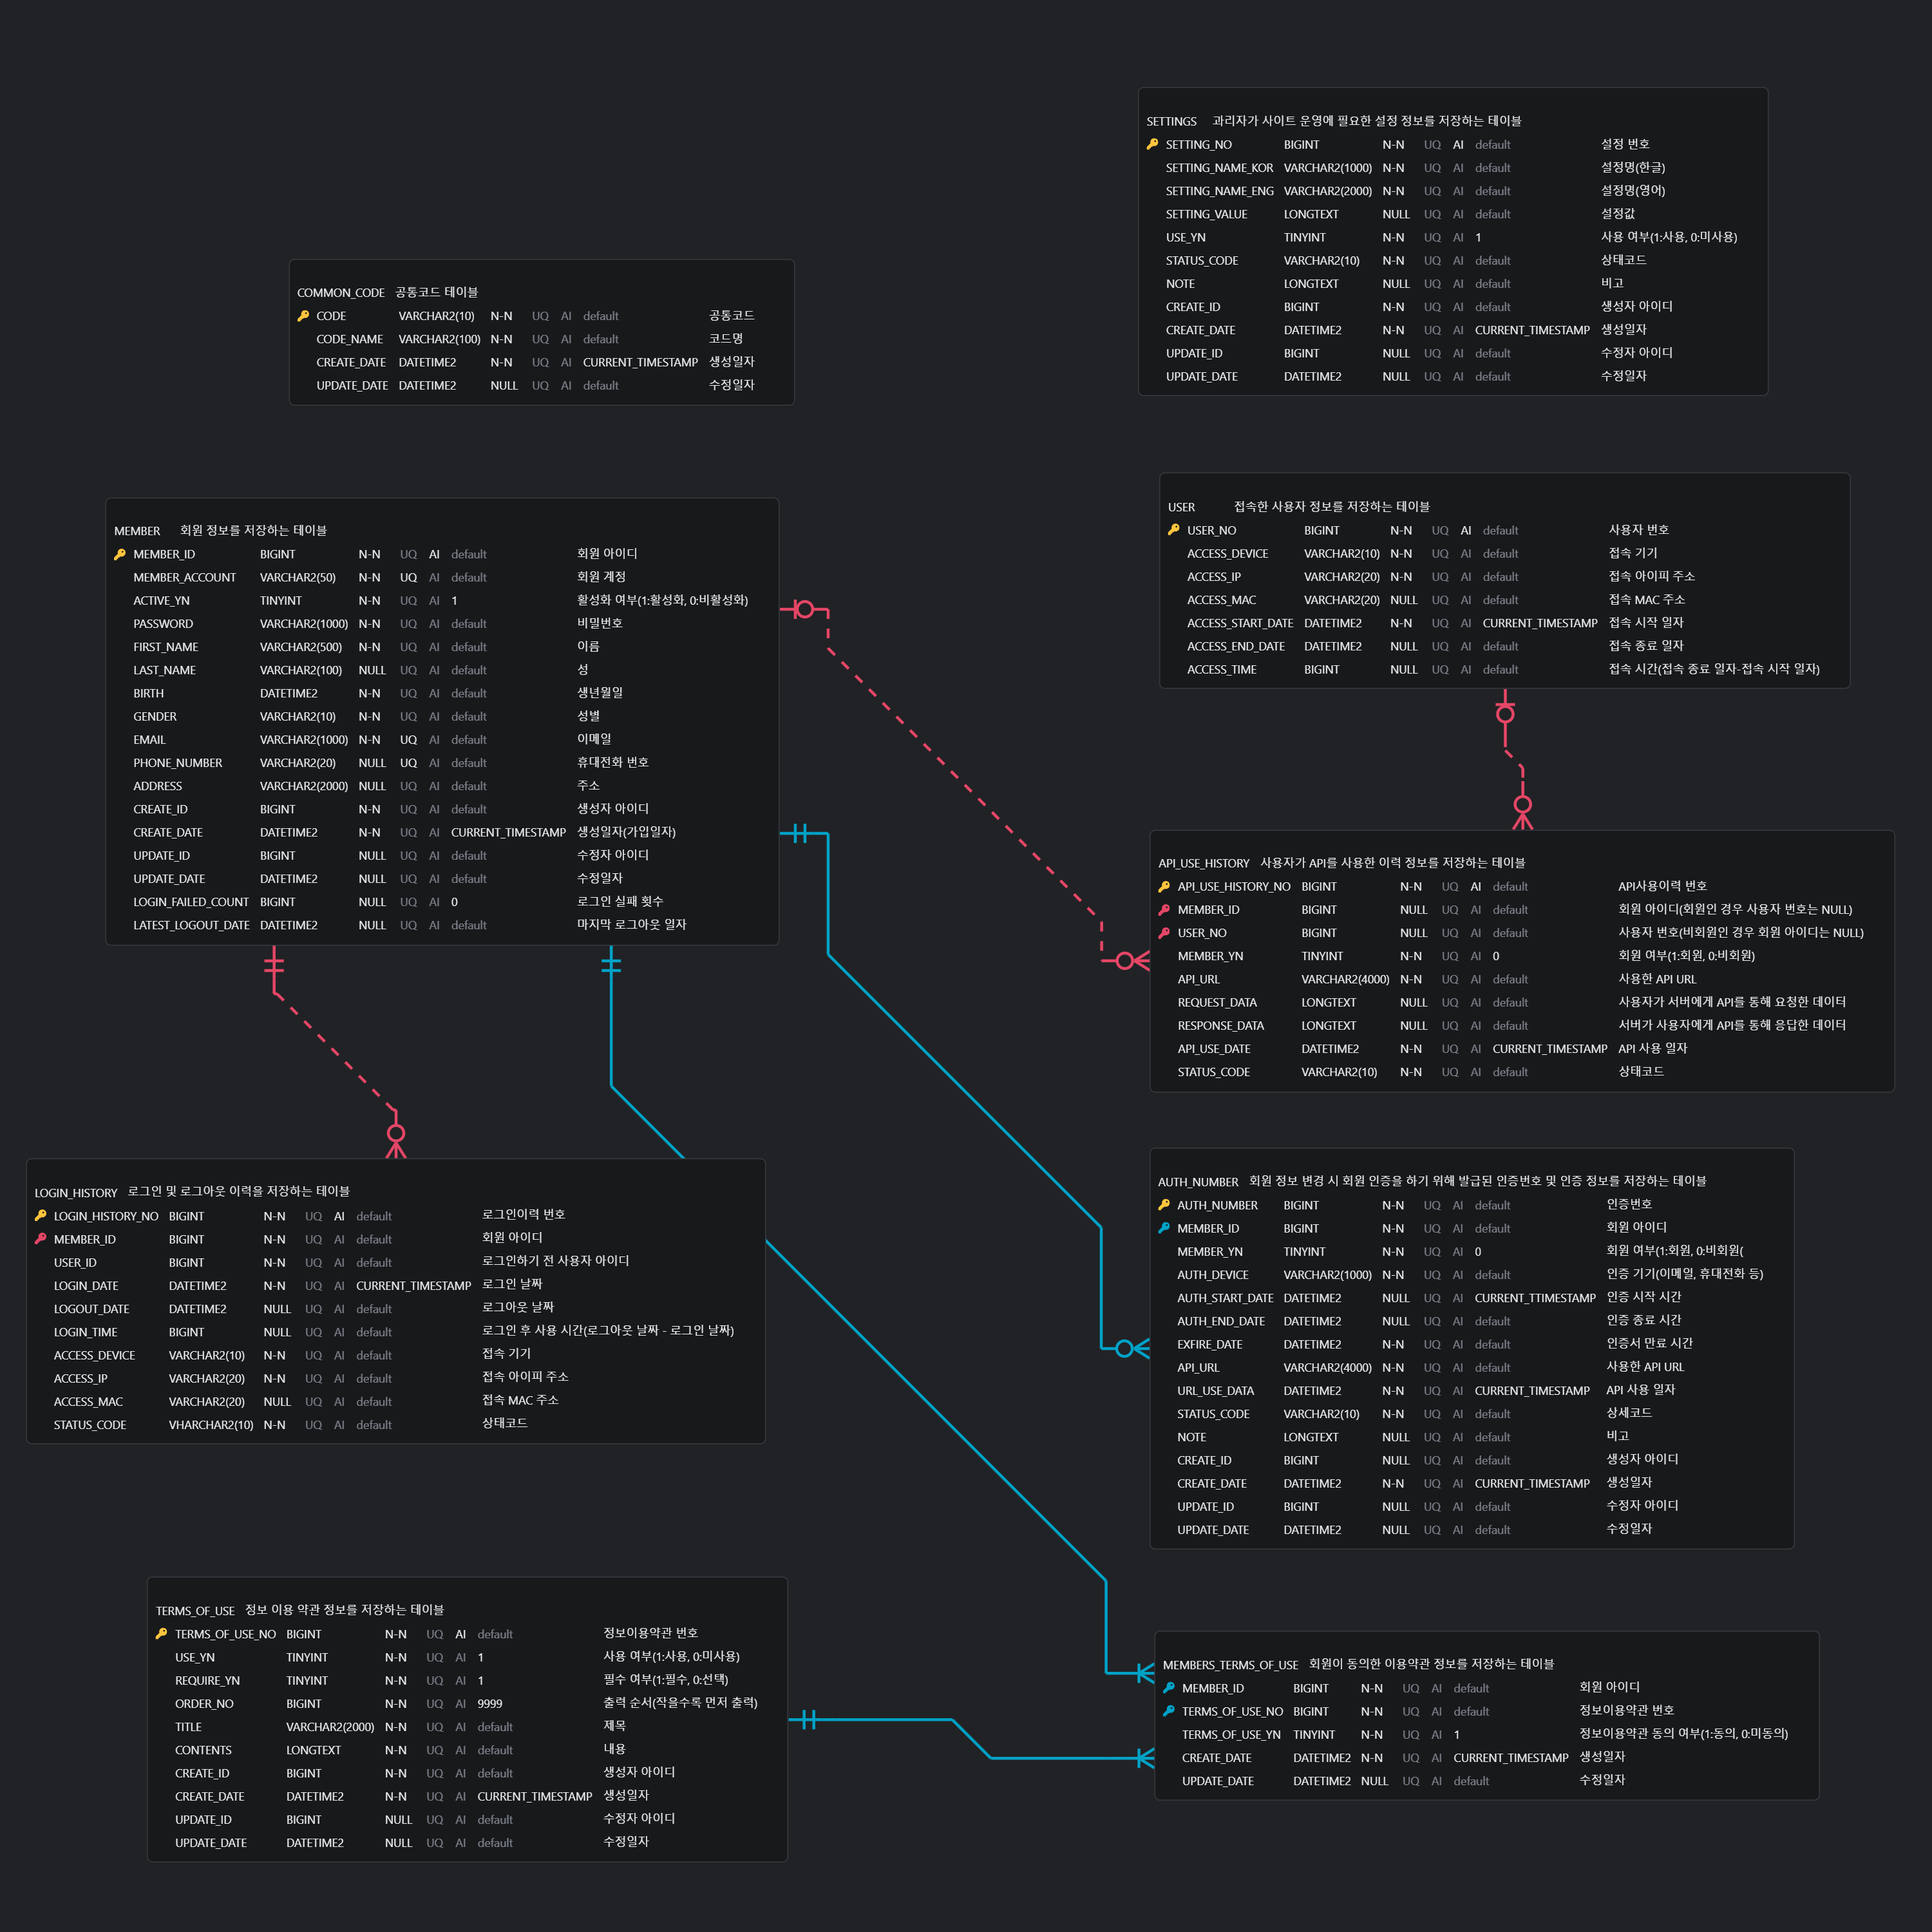 SETTINGS 과리자가 사이트 운영에 필요한 설정 정보를 저장하는 테이블
SETTING_NO BIGINT N-N UQ AI default 설정 번호
SETTING_NAME_KOR VARCHAR2(1000) N-N UQ AI default 설정명(한글)
SETTING_NAME_ENG VARCHAR2(2000) N-N UQ AI default 설정명(영어)
SETTING_VALUE LONGTEXT NULL UQ AI default 설정값
USE_YN TINYINT N-N UQ AI 1 사용 여부(1:사용, 0:미사용)
STATUS_CODE VARCHAR2(10) N-N UQ AI default 상태코드
NOTE LONGTEXT NULL UQ AI default 비고
CREATE_ID BIGINT N-N UQ AI default 생성자 아이디
CREATE_DATE DATETIME2 N-N UQ AI CURRENT_TIMESTAMP 생성일자
UPDATE_ID BIGINT NULL UQ AI default 수정자 아이디
UPDATE_DATE DATETIME2 NULL UQ AI default 수정일자
COMMON_CODE 공통코드 테이블
CODE VARCHAR2(10) N-N UQ AI default 공통코드
CODE_NAME VARCHAR2(100) N-N UQ AI default 코드명
CREATE_DATE DATETIME2 N-N UQ AI CURRENT_TIMESTAMP 생성일자
UPDATE_DATE DATETIME2 NULL UQ AI default 수정일자
USER 접속한 사용자 정보를 저장하는 테이블
USER_NO BIGINT N-N UQ AI default 사용자 번호
ACCESS_DEVICE VARCHAR2(10) N-N UQ AI default 접속 기기
ACCESS_IP VARCHAR2(20) N-N UQ AI default 접속 아이피 주소
ACCESS_MAC VARCHAR2(20) NULL UQ AI default 접속 MAC 주소
ACCESS_START_DATE DATETIME2 N-N UQ AI CURRENT_TIMESTAMP 접속 시작 일자
ACCESS_END_DATE DATETIME2 NULL UQ AI default 접속 종료 일자
ACCESS_TIME BIGINT NULL UQ AI default 접속 시간(접속 종료 일자-접속 시작 일자)
MEMBER 회원 정보를 저장하는 테이블
MEMBER_ID BIGINT N-N UQ AI default 회원 아이디
MEMBER_ACCOUNT VARCHAR2(50) N-N UQ AI default 회원 계정
ACTIVE_YN TINYINT N-N UQ AI 1 활성화 여부(1:활성화, 0:비활성화)
PASSWORD VARCHAR2(1000) N-N UQ AI default 비밀번호
FIRST_NAME VARCHAR2(500) N-N UQ AI default 이름
LAST_NAME VARCHAR2(100) NULL UQ AI default 성
BIRTH DATETIME2 N-N UQ AI default 생년월일
GENDER VARCHAR2(10) N-N UQ AI default 성별
EMAIL VARCHAR2(1000) N-N UQ AI default 이메일
PHONE_NUMBER VARCHAR2(20) NULL UQ AI default 휴대전화 번호
ADDRESS VARCHAR2(2000) NULL UQ AI default 주소
CREATE_ID BIGINT N-N UQ AI default 생성자 아이디
CREATE_DATE DATETIME2 N-N UQ AI CURRENT_TIMESTAMP 생성일자(가입일자)
UPDATE_ID BIGINT NULL UQ AI default 수정자 아이디
UPDATE_DATE DATETIME2 NULL UQ AI default 수정일자
LOGIN_FAILED_COUNT BIGINT NULL UQ AI 0 로그인 실패 횟수
LATEST_LOGOUT_DATE DATETIME2 NULL UQ AI default 마지막 로그아웃 일자
API_USE_HISTORY 사용자가 API를 사용한 이력 정보를 저장하는 테이블
API_USE_HISTORY_NO BIGINT N-N UQ AI default API사용이력 번호
MEMBER_ID BIGINT NULL UQ AI default 회원 아이디(회원인 경우 사용자 번호는 NULL)
USER_NO BIGINT NULL UQ AI default 사용자 번호(비회원인 경우 회원 아이디는 NULL)
MEMBER_YN TINYINT N-N UQ AI 0 회원 여부(1:회원, 0:비회원)
API_URL VARCHAR2(4000) N-N UQ AI default 사용한 API URL
REQUEST_DATA LONGTEXT NULL UQ AI default 사용자가 서버에게 API를 통해 요청한 데이터
RESPONSE_DATA LONGTEXT NULL UQ AI default 서버가 사용자에게 API를 통해 응답한 데이터
API_USE_DATE DATETIME2 N-N UQ AI CURRENT_TIMESTAMP API 사용 일자
STATUS_CODE VARCHAR2(10) N-N UQ AI default 상태코드
LOGIN_HISTORY 로그인 및 로그아웃 이력을 저장하는 테이블
LOGIN_HISTORY_NO BIGINT N-N UQ AI default 로그인이력 번호
MEMBER_ID BIGINT N-N UQ AI default 회원 아이디
USER_ID BIGINT N-N UQ AI default 로그인하기 전 사용자 아이디
LOGIN_DATE DATETIME2 N-N UQ AI CURRENT_TIMESTAMP 로그인 날짜
LOGOUT_DATE DATETIME2 NULL UQ AI default 로그아웃 날짜
LOGIN_TIME BIGINT NULL UQ AI default 로그인 후 사용 시간(로그아웃 날짜 - 로그인 날짜)
ACCESS_DEVICE VARCHAR2(10) N-N UQ AI default 접속 기기
ACCESS_IP VARCHAR2(20) N-N UQ AI default 접속 아이피 주소
ACCESS_MAC VARCHAR2(20) NULL UQ AI default 접속 MAC 주소
STATUS_CODE VHARCHAR2(10) N-N UQ AI default 상태코드
AUTH_NUMBER 회원 정보 변경 시 회원 인증을 하기 위해 발급된 인증번호 및 인증 정보를 저장하는 테이블
AUTH_NUMBER BIGINT N-N UQ AI default 인증번호
MEMBER_ID BIGINT N-N UQ AI default 회원 아이디
MEMBER_YN TINYINT N-N UQ AI 0 회원 여부(1:회원, 0:비회원(
AUTH_DEVICE VARCHAR2(1000) N-N UQ AI default 인증 기기(이메일, 휴대전화 등)
AUTH_START_DATE DATETIME2 NULL UQ AI CURRENT_TTIMESTAMP 인증 시작 시간
AUTH_END_DATE DATETIME2 NULL UQ AI default 인증 종료 시간
EXFIRE_DATE DATETIME2 N-N UQ AI default 인증서 만료 시간
API_URL VARCHAR2(4000) N-N UQ AI default 사용한 API URL
URL_USE_DATA DATETIME2 N-N UQ AI CURRENT_TIMESTAMP API 사용 일자
STATUS_CODE VARCHAR2(10) N-N UQ AI default 상세코드
NOTE LONGTEXT NULL UQ AI default 비고
CREATE_ID BIGINT NULL UQ AI default 생성자 아이디
CREATE_DATE DATETIME2 N-N UQ AI CURRENT_TIMESTAMP 생성일자
UPDATE_ID BIGINT NULL UQ AI default 수정자 아이디
UPDATE_DATE DATETIME2 NULL UQ AI default 수정일자
TERMS_OF_USE 정보 이용 약관 정보를 저장하는 테이블
TERMS_OF_USE_NO BIGINT N-N UQ AI default 정보이용약관 번호
USE_YN TINYINT N-N UQ AI 1 사용 여부(1:사용, 0:미사용)
REQUIRE_YN TINYINT N-N UQ AI 1 필수 여부(1:필수, 0:선택)
ORDER_NO BIGINT N-N UQ AI 9999 출력 순서(작을수록 먼저 출력)
TITLE VARCHAR2(2000) N-N UQ AI default 제목
CONTENTS LONGTEXT N-N UQ AI default 내용
CREATE_ID BIGINT N-N UQ AI default 생성자 아이디
CREATE_DATE DATETIME2 N-N UQ AI CURRENT_TIMESTAMP 생성일자
UPDATE_ID BIGINT NULL UQ AI default 수정자 아이디
UPDATE_DATE DATETIME2 NULL UQ AI default 수정일자
MEMBERS_TERMS_OF_USE 회원이 동의한 이용약관 정보를 저장하는 테이블
MEMBER_ID BIGINT N-N UQ AI default 회원 아이디
TERMS_OF_USE_NO BIGINT N-N UQ AI default 정보이용약관 번호
TERMS_OF_USE_YN TINYINT N-N UQ AI 1 정보이용약관 동의 여부(1:동의, 0:미동의)
CREATE_DATE DATETIME2 N-N UQ AI CURRENT_TIMESTAMP 생성일자
UPDATE_DATE DATETIME2 NULL UQ AI default 수정일자